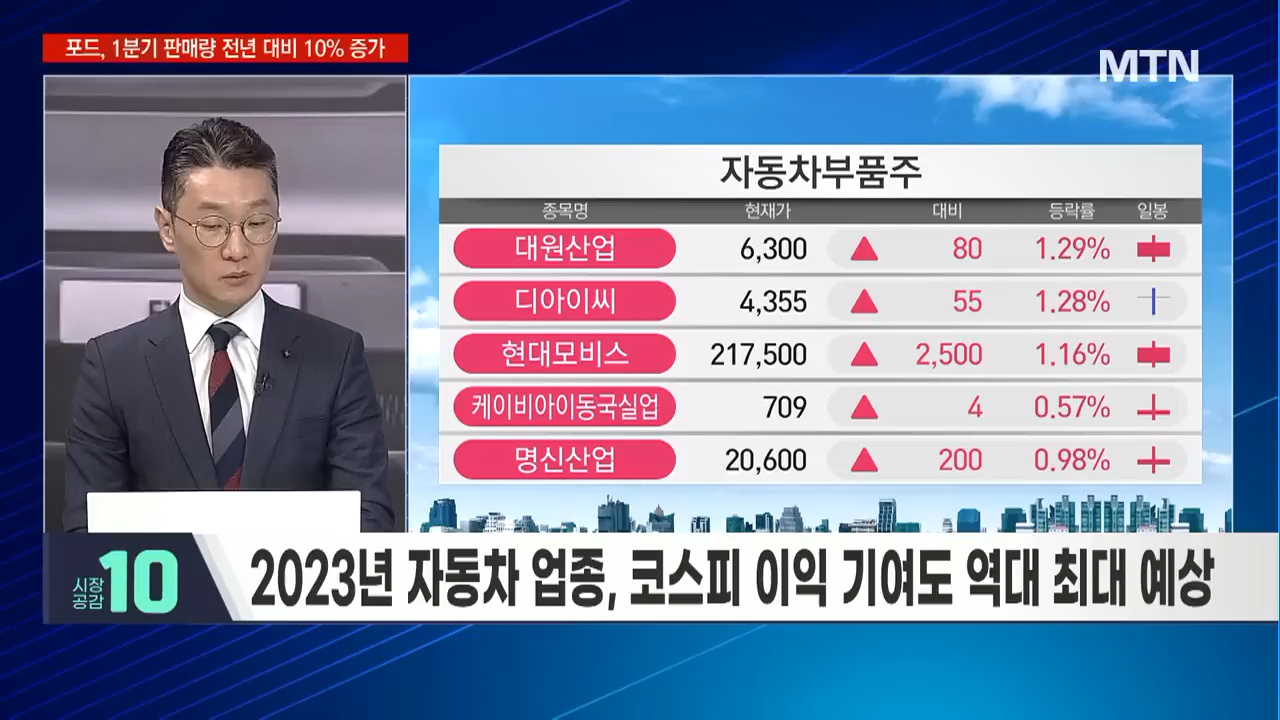 포드, 1분기 판매량 전년 대비 10% 증가
MTN
자동차부품주
종목명 현재가 대비 등락률 일봉
대원산업 6,300 ▲ 80 1.29%
디아이씨 4,355 ▲ 55 1.28%
현대모비스 217,500 ▲ 2,500 1.16%
케이비아이동국실업 709 ▲ 4 0.57%
명신산업 20,600 ▲ 200 0.98%
시장공감10
2023년 자동차 업종, 코스피 이익 기여도 역대 최대 예상